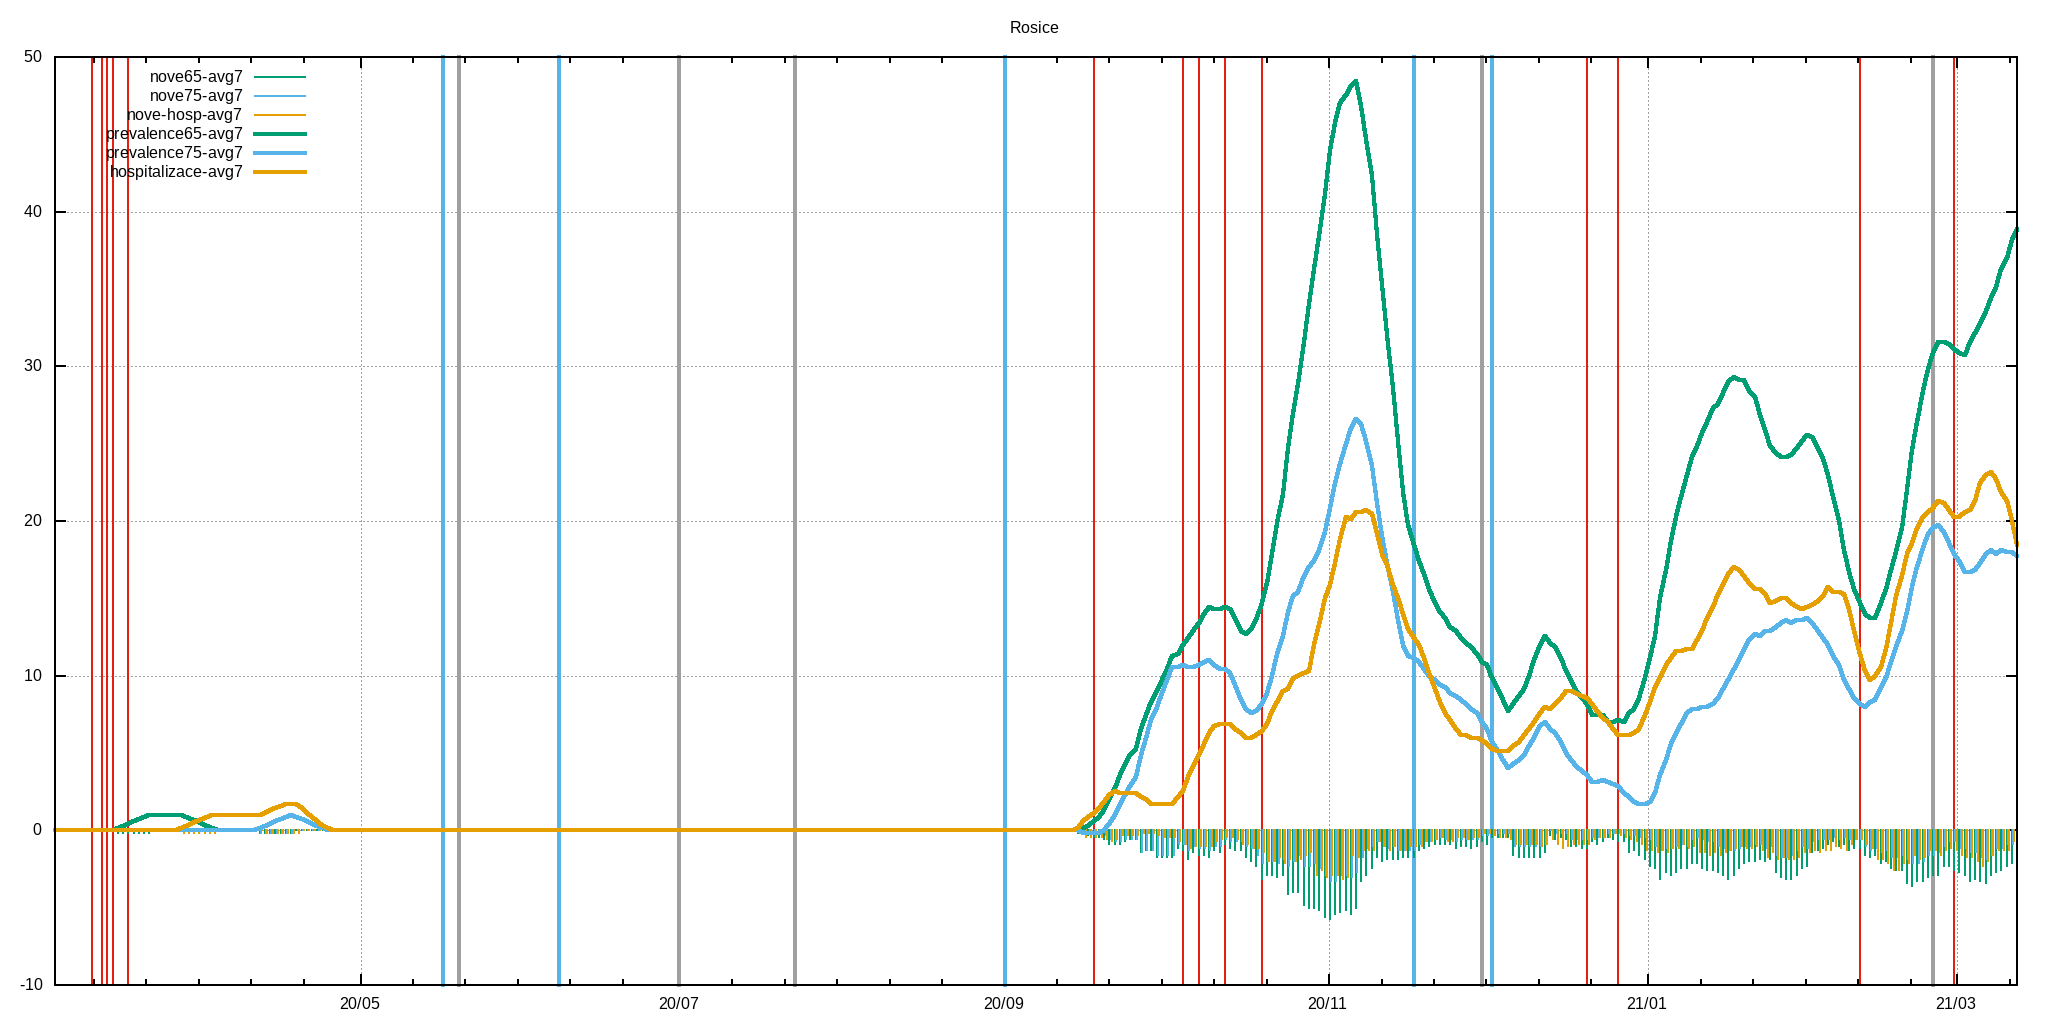 Rosice
50
nove65-avg7
nove75-avg7
nove-hosp-avg7
prevalence65-avg7
prevalence75-avg7
hospitalizace-avg7
40
30
20
10
0
-10
20/05 20/07 20/09 20/11 21/01 21/03